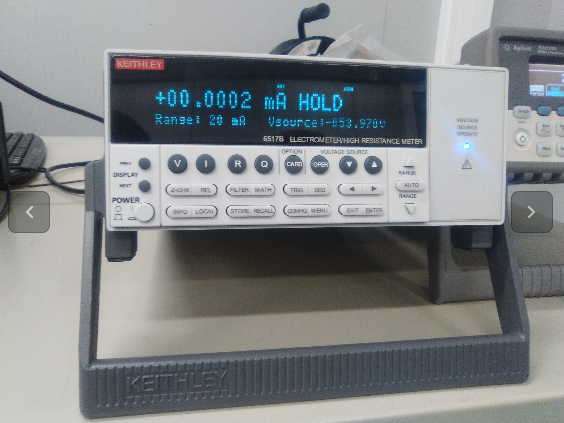 KEITHLEY
+00.0002 mA HOLD
Range: 20 mA Vsource:-053.970V
6517B ELECTROMETER/HIGH RESISTANCE METER
Agilent
VOLTAGE
SOURCE
OPERATE
OPTION VOLTAGE SOURCE
PREV
V I R Q CARD OPER
RANGE
DISPLAY
NEXT
Z-CHK REL FILTER MATH TRIG SEQ
AUTO
RANGE
POWER
INFO LOCAL STORE RECALL CONFIG MENU EXIT ENTER
KEITHLEY